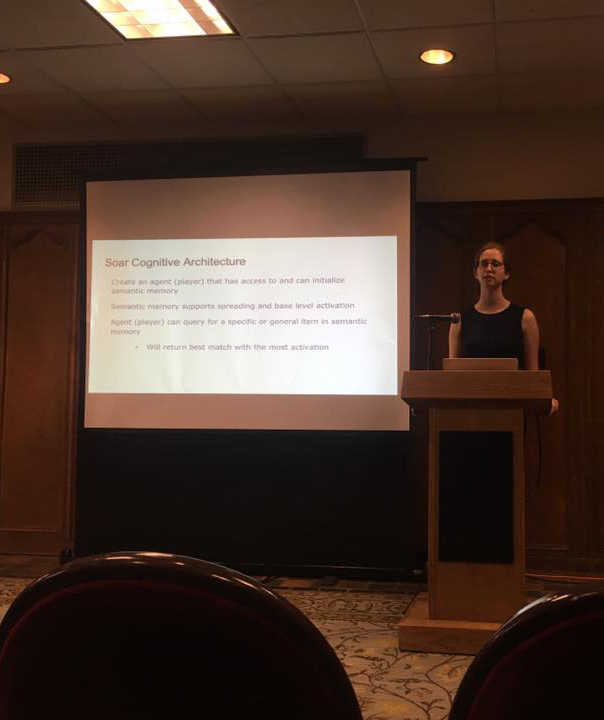 Soar Cognitive Architecture
Create an agent (player) that has access to and can initialize
semantic memory
Semantic memory supports spreading and base level activation
Agent (player) can query for a specific or general item in semantic
memory
• Will return best match with the most activation